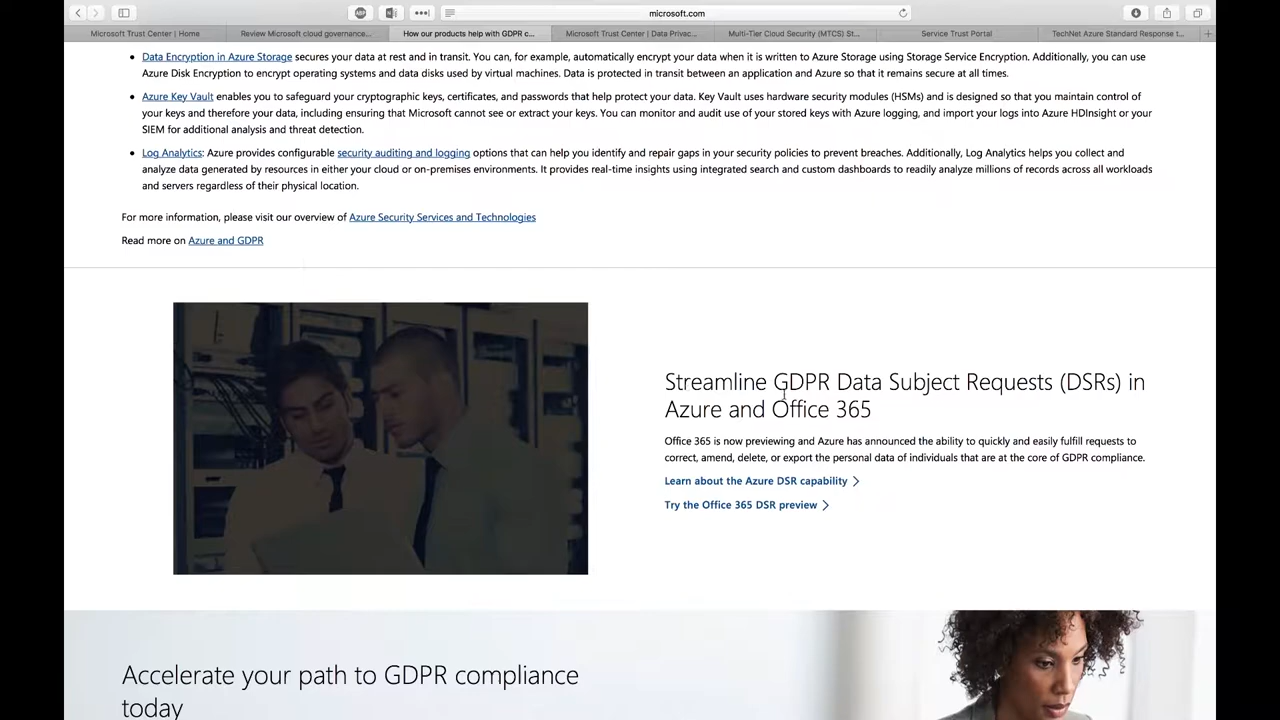 microsoft.com
Microsoft Trust Center | Home
Review Microsoft cloud governance...
How our products help with GDPR c...
Microsoft Trust Center | Data Privac...
Multi-Tier Cloud Security (MTCS) St...
Service Trust Portal
TechNet Azure Standard Response t...
• Data Encryption in Azure Storage secures your data at rest and in transit. You can, for example, automatically encrypt your data when it is written to Azure Storage using Storage Service Encryption. Additionally, you can use
Azure Disk Encryption to encrypt operating systems and data disks used by virtual machines. Data is protected in transit between an application and Azure so that it remains secure at all times.
• Azure Key Vault enables you to safeguard your cryptographic keys, certificates, and passwords that help protect your data. Key Vault uses hardware security modules (HSMs) and is designed so that you maintain control of
your keys and therefore your data, including ensuring that Microsoft cannot see or extract your keys. You can monitor and audit use of your stored keys with Azure logging, and import your logs into Azure HDInsight or your
SIEM for additional analysis and threat detection.
• Log Analytics: Azure provides configurable security auditing and logging options that can help you identify and repair gaps in your security policies to prevent breaches. Additionally, Log Analytics helps you collect and
analyze data generated by resources in either your cloud or on-premises environments. It provides real-time insights using integrated search and custom dashboards to readily analyze millions of records across all workloads
and servers regardless of their physical location.
For more information, please visit our overview of Azure Security Services and Technologies
Read more on Azure and GDPR
Streamline GDPR Data Subject Requests (DSRs) in
Azure and Office 365
Office 365 is now previewing and Azure has announced the ability to quickly and easily fulfill requests to
correct, amend, delete, or export the personal data of individuals that are at the core of GDPR compliance.
Learn about the Azure DSR capability
Try the Office 365 DSR preview
Accelerate your path to GDPR compliance
today